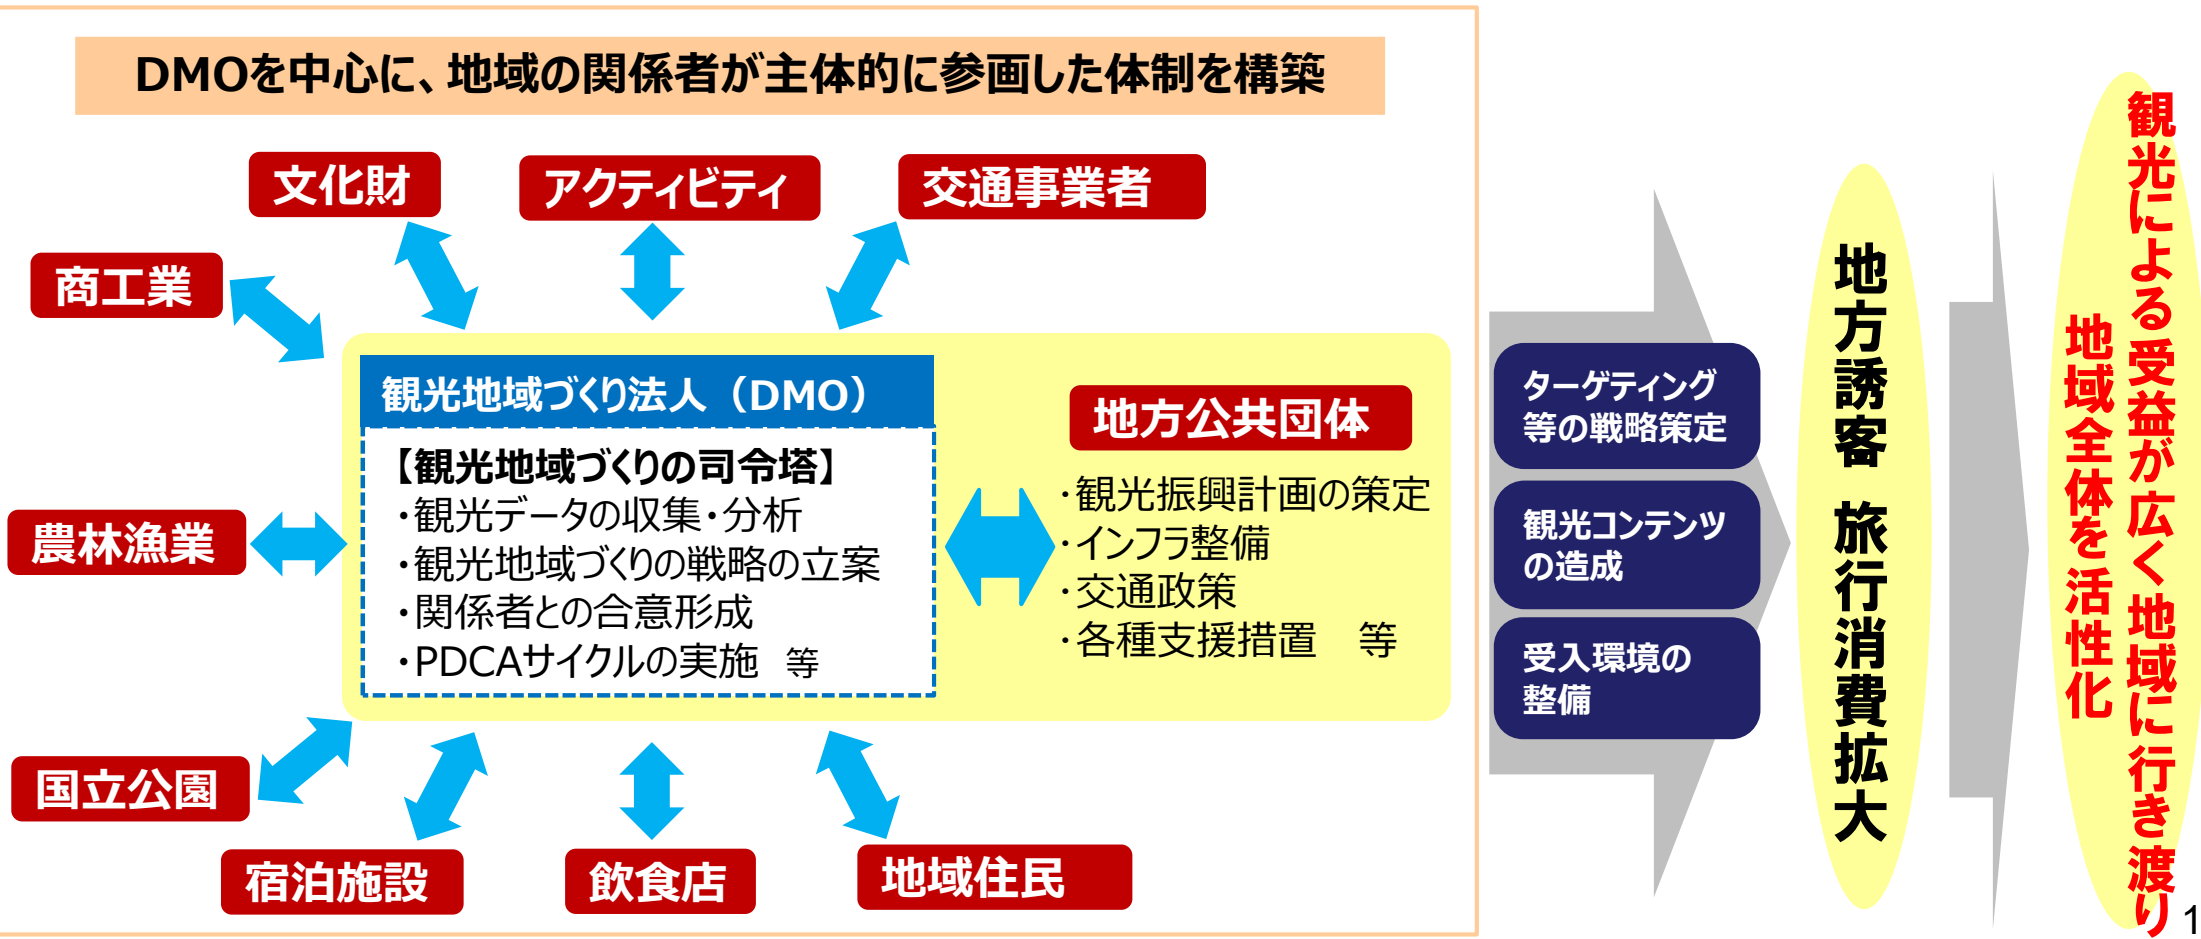 DMOを中心に、地域の関係者が主体的に参画した体制を構築
文化財
アクティビティ
交通事業者
商工業
農林漁業
国立公園
宿泊施設
飲食店
地域住民
観光地域づくり法人（DMO）
【観光地域づくりの司令塔】
・観光データの収集・分析
・観光地域づくりの戦略の立案
・関係者との合意形成
・PDCAサイクルの実施　等
地方公共団体
・観光振興計画の策定
・インフラ整備
・交通政策
・各種支援措置　等
ターゲティング
等の戦略策定
観光コンテンツ
の造成
受入環境の
整備
地方誘客　旅行消費拡大
観光による受益が広く地域に行き渡り
地域全体を活性化
1